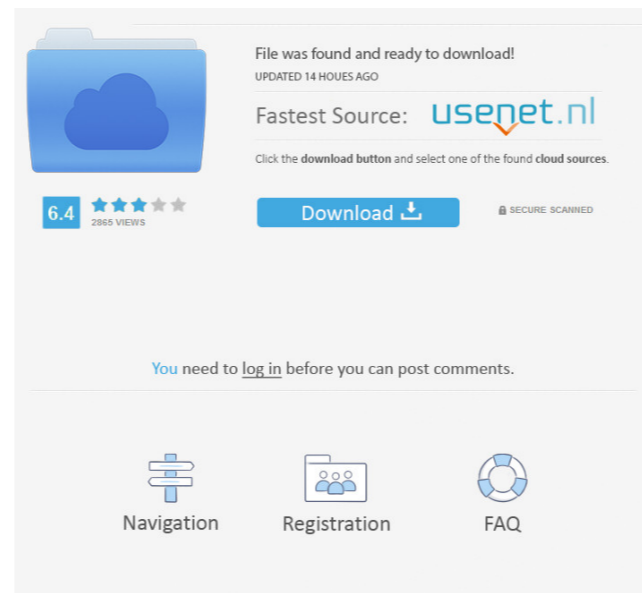 File was found and ready to download!
UPDATED 14 HOUES AGO
Fastest Source: usenet.nl
Click the download button and select one of the found cloud sources.
6.4
2865 VIEWS
Download
SECURE SCANNED
You need to log in before you can post comments.
Navigation
Registration
FAQ